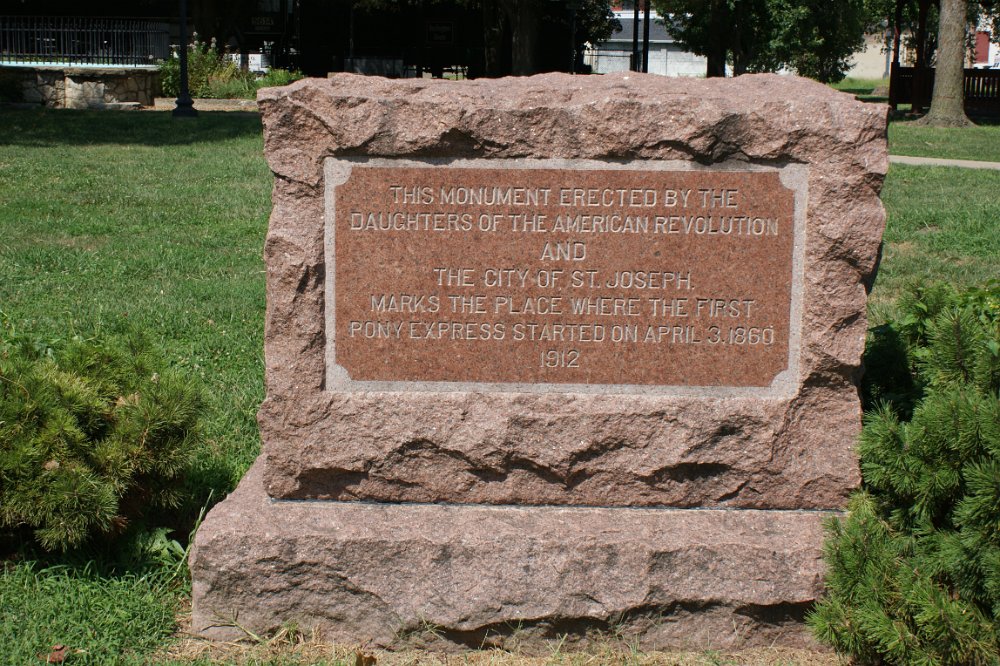 THIS MONUMENT ERECTED BY THE
DAUGHTERS OF THE AMERICAN REVOLUTION
AND
THE CITY OF ST. JOSEPH.
MARKS THE PLACE WHERE THE FIRST
PONY EXPRESS STARTED ON APRIL 3. 1860
1912